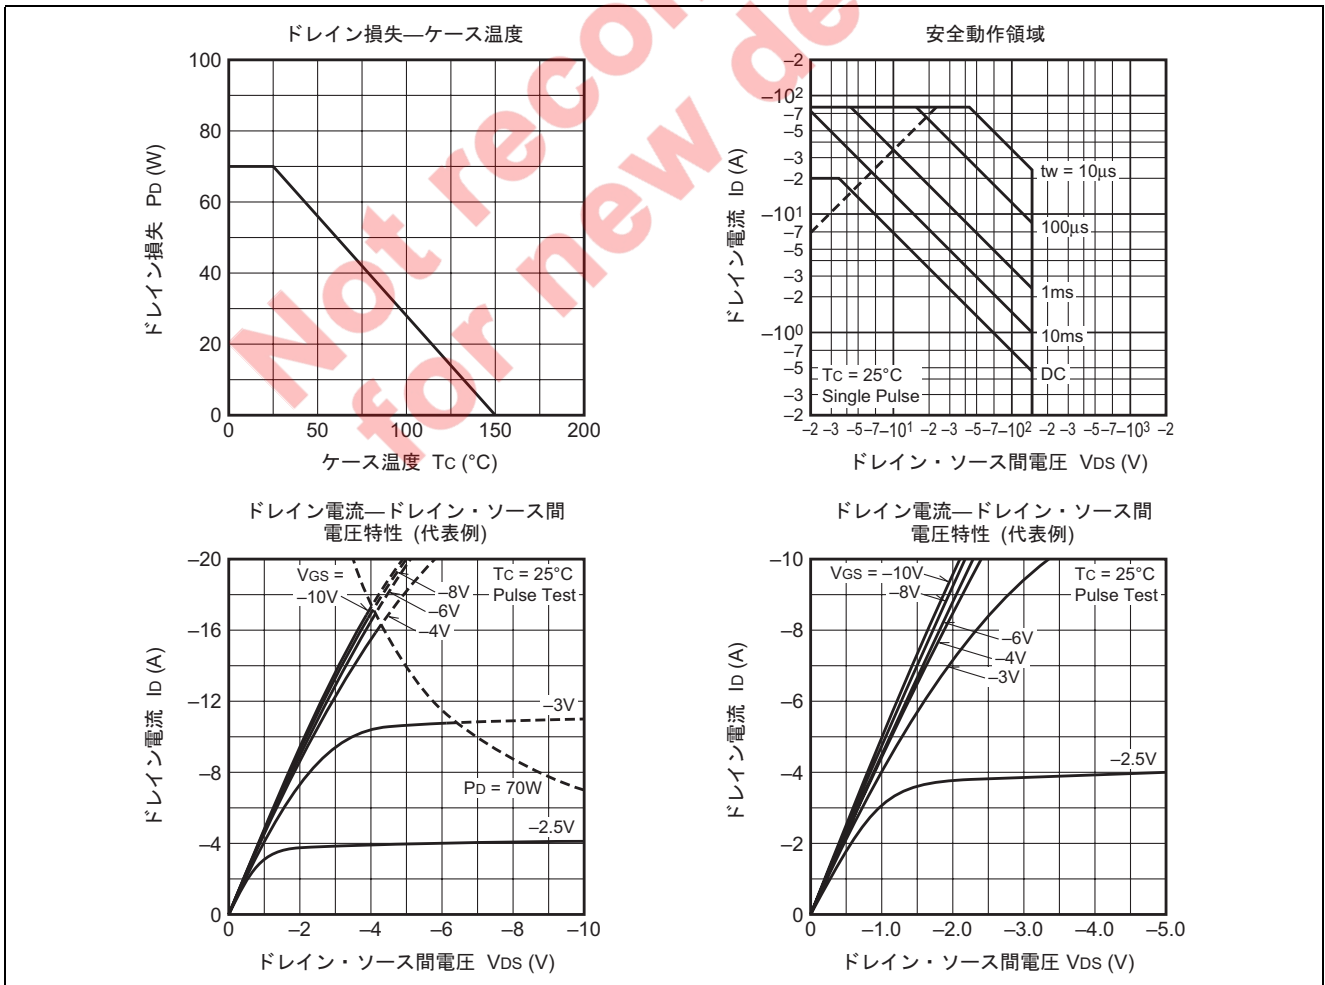 Not recom
for new de
ドレイン損失―ケース温度
100
80
60
40
20
0
ドレイン損失 PD (W)
0 50 100 150 200
ケース温度 TC (°C)
安全動作領域
–2
–10²
–7
–5
–3
–2
–101
–7
–5
–3
–2
–10⁰
–7
–5
–3
–2
ドレイン電流 ID (A)
tw = 10µs
100µs
1ms
10ms
DC
TC = 25°C
Single Pulse
–2 –3 –5–7–10¹ –2 –3 –5–7–10² –2 –3 –5–7–10³ –2
ドレイン・ソース間電圧 VDS (V)
ドレイン電流―ドレイン・ソース間
電圧特性 (代表例)
–20
–16
–12
–8
–4
0
ドレイン電流 ID (A)
VGS =
–10V
–8V
–6V
–4V
TC = 25°C
Pulse Test
–3V
PD = 70W
–2.5V
0 –2 –4 –6 –8 –10
ドレイン・ソース間電圧 VDS (V)
ドレイン電流―ドレイン・ソース間
電圧特性 (代表例)
–10
–8
–6
–4
–2
0
ドレイン電流 ID (A)
VGS = –10V
–8V
–6V
–4V
–3V
TC = 25°C
Pulse Test
–2.5V
0 –1.0 –2.0 –3.0 –4.0 –5.0
ドレイン・ソース間電圧 VDS (V)